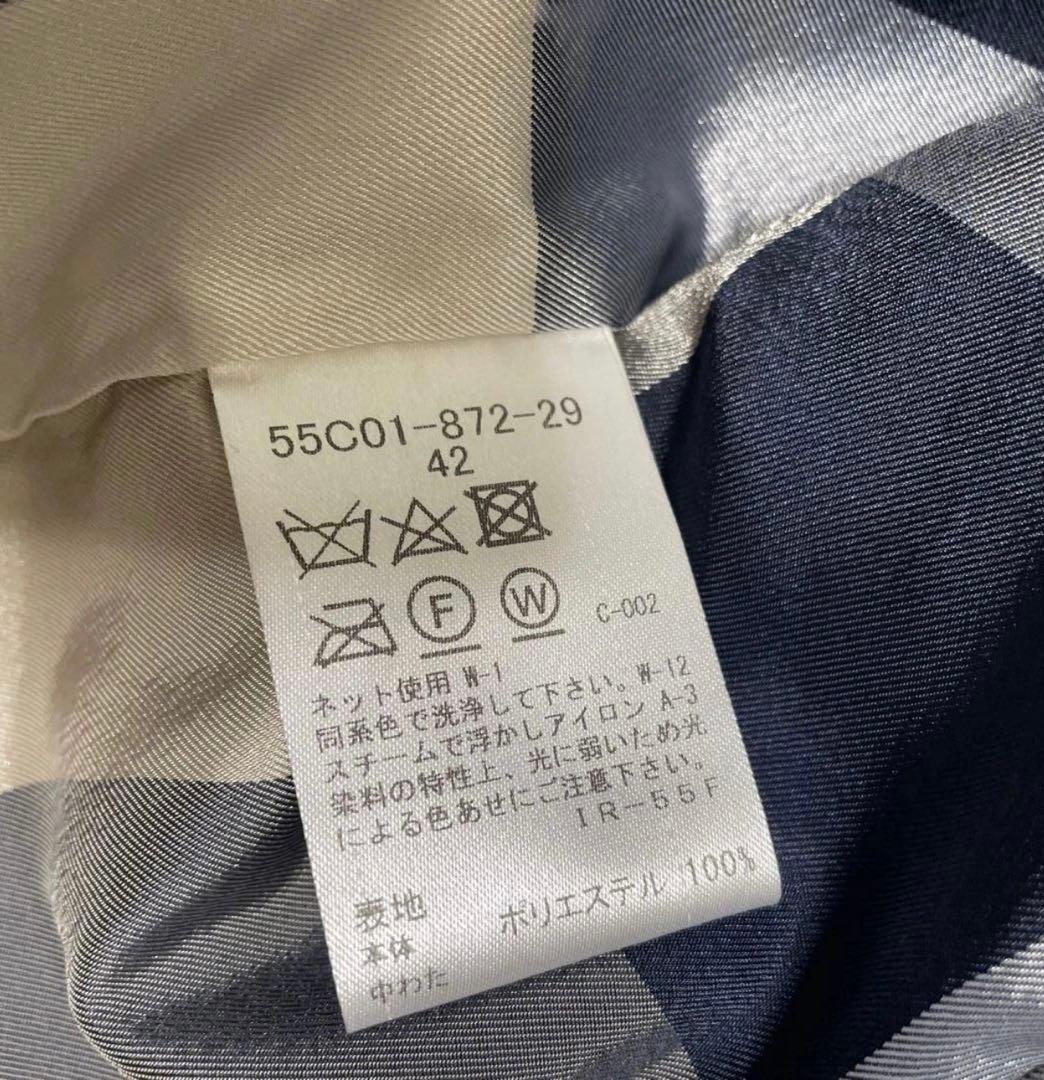 55C01-872-29
42
F W C-002
ネット使用 W-1
同系色で洗浄して下さい。W-12
スチームで浮かしアイロン A-3
染料の特性上、光に弱いため光
による色あせにご注意下さい。
IR-55F
表地 ポリエステル 100%
本体
中わた